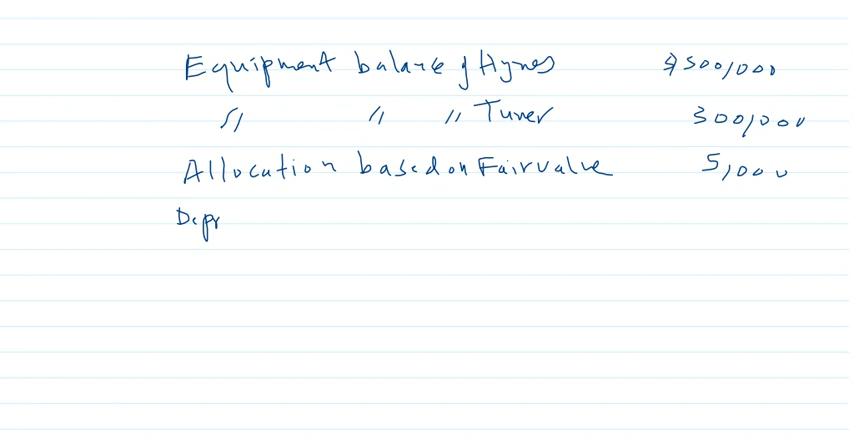 Equipment balance of Hynes $500,000
" " " Turner 300,000
Allocation based on Fair value 5,000
Depr